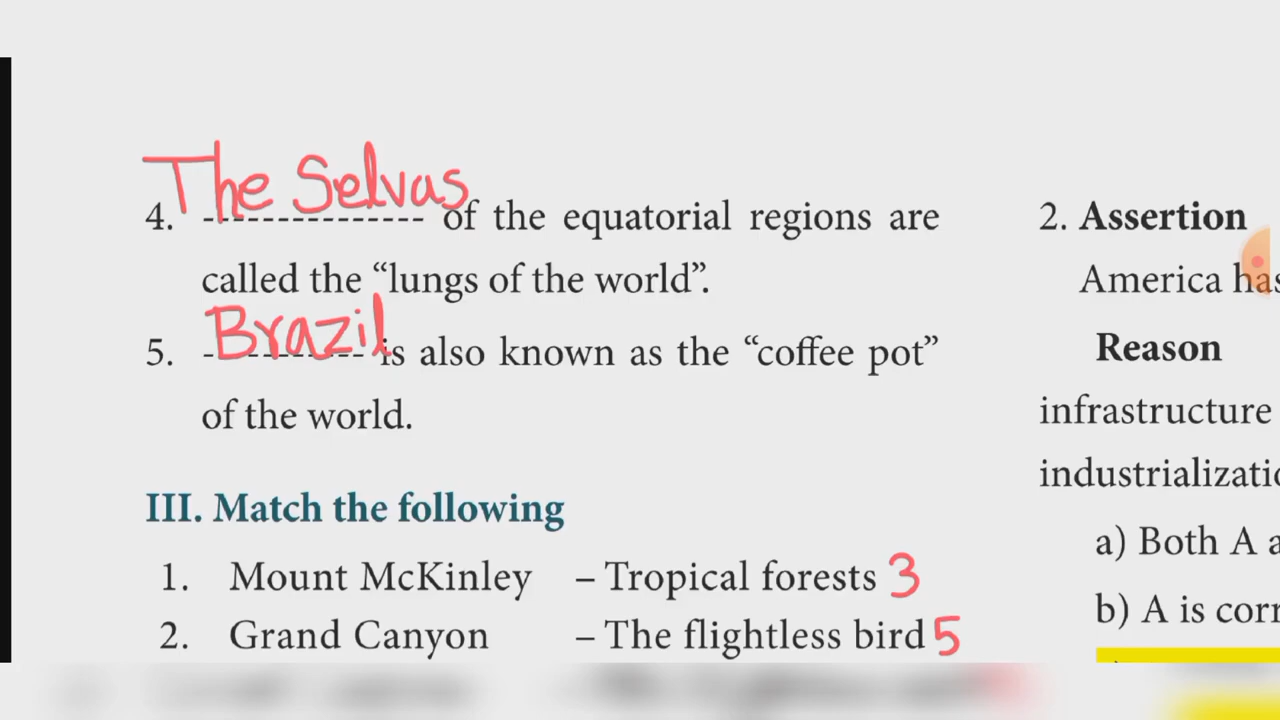 The Selvas
4. --------------- of the equatorial regions are
called the “lungs of the world”.
Brazil
5. ----------- is also known as the “coffee pot”
of the world.
III. Match the following
1. Mount McKinley – Tropical forests 3
2. Grand Canyon – The flightless bird 5
2. Assertion
America has
Reason
infrastructure
industrializatio
a) Both A a
b) A is corr